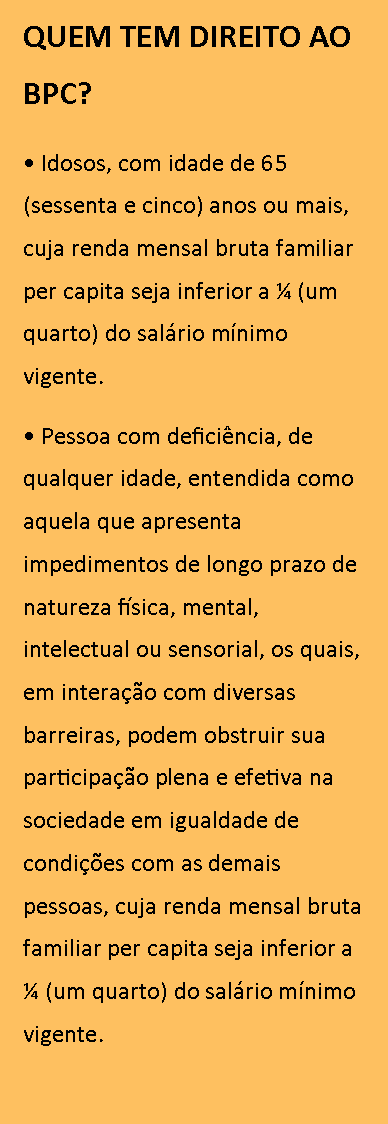 QUEM TEM DIREITO AO
BPC?
• Idosos, com idade de 65
(sessenta e cinco) anos ou mais,
cuja renda mensal bruta familiar
per capita seja inferior a ¼ (um
quarto) do salário mínimo
vigente.
• Pessoa com deficiência, de
qualquer idade, entendida como
aquela que apresenta
impedimentos de longo prazo de
natureza física, mental,
intelectual ou sensorial, os quais,
em interação com diversas
barreiras, podem obstruir sua
participação plena e efetiva na
sociedade em igualdade de
condições com as demais
pessoas, cuja renda mensal bruta
familiar per capita seja inferior a
¼ (um quarto) do salário mínimo
vigente.